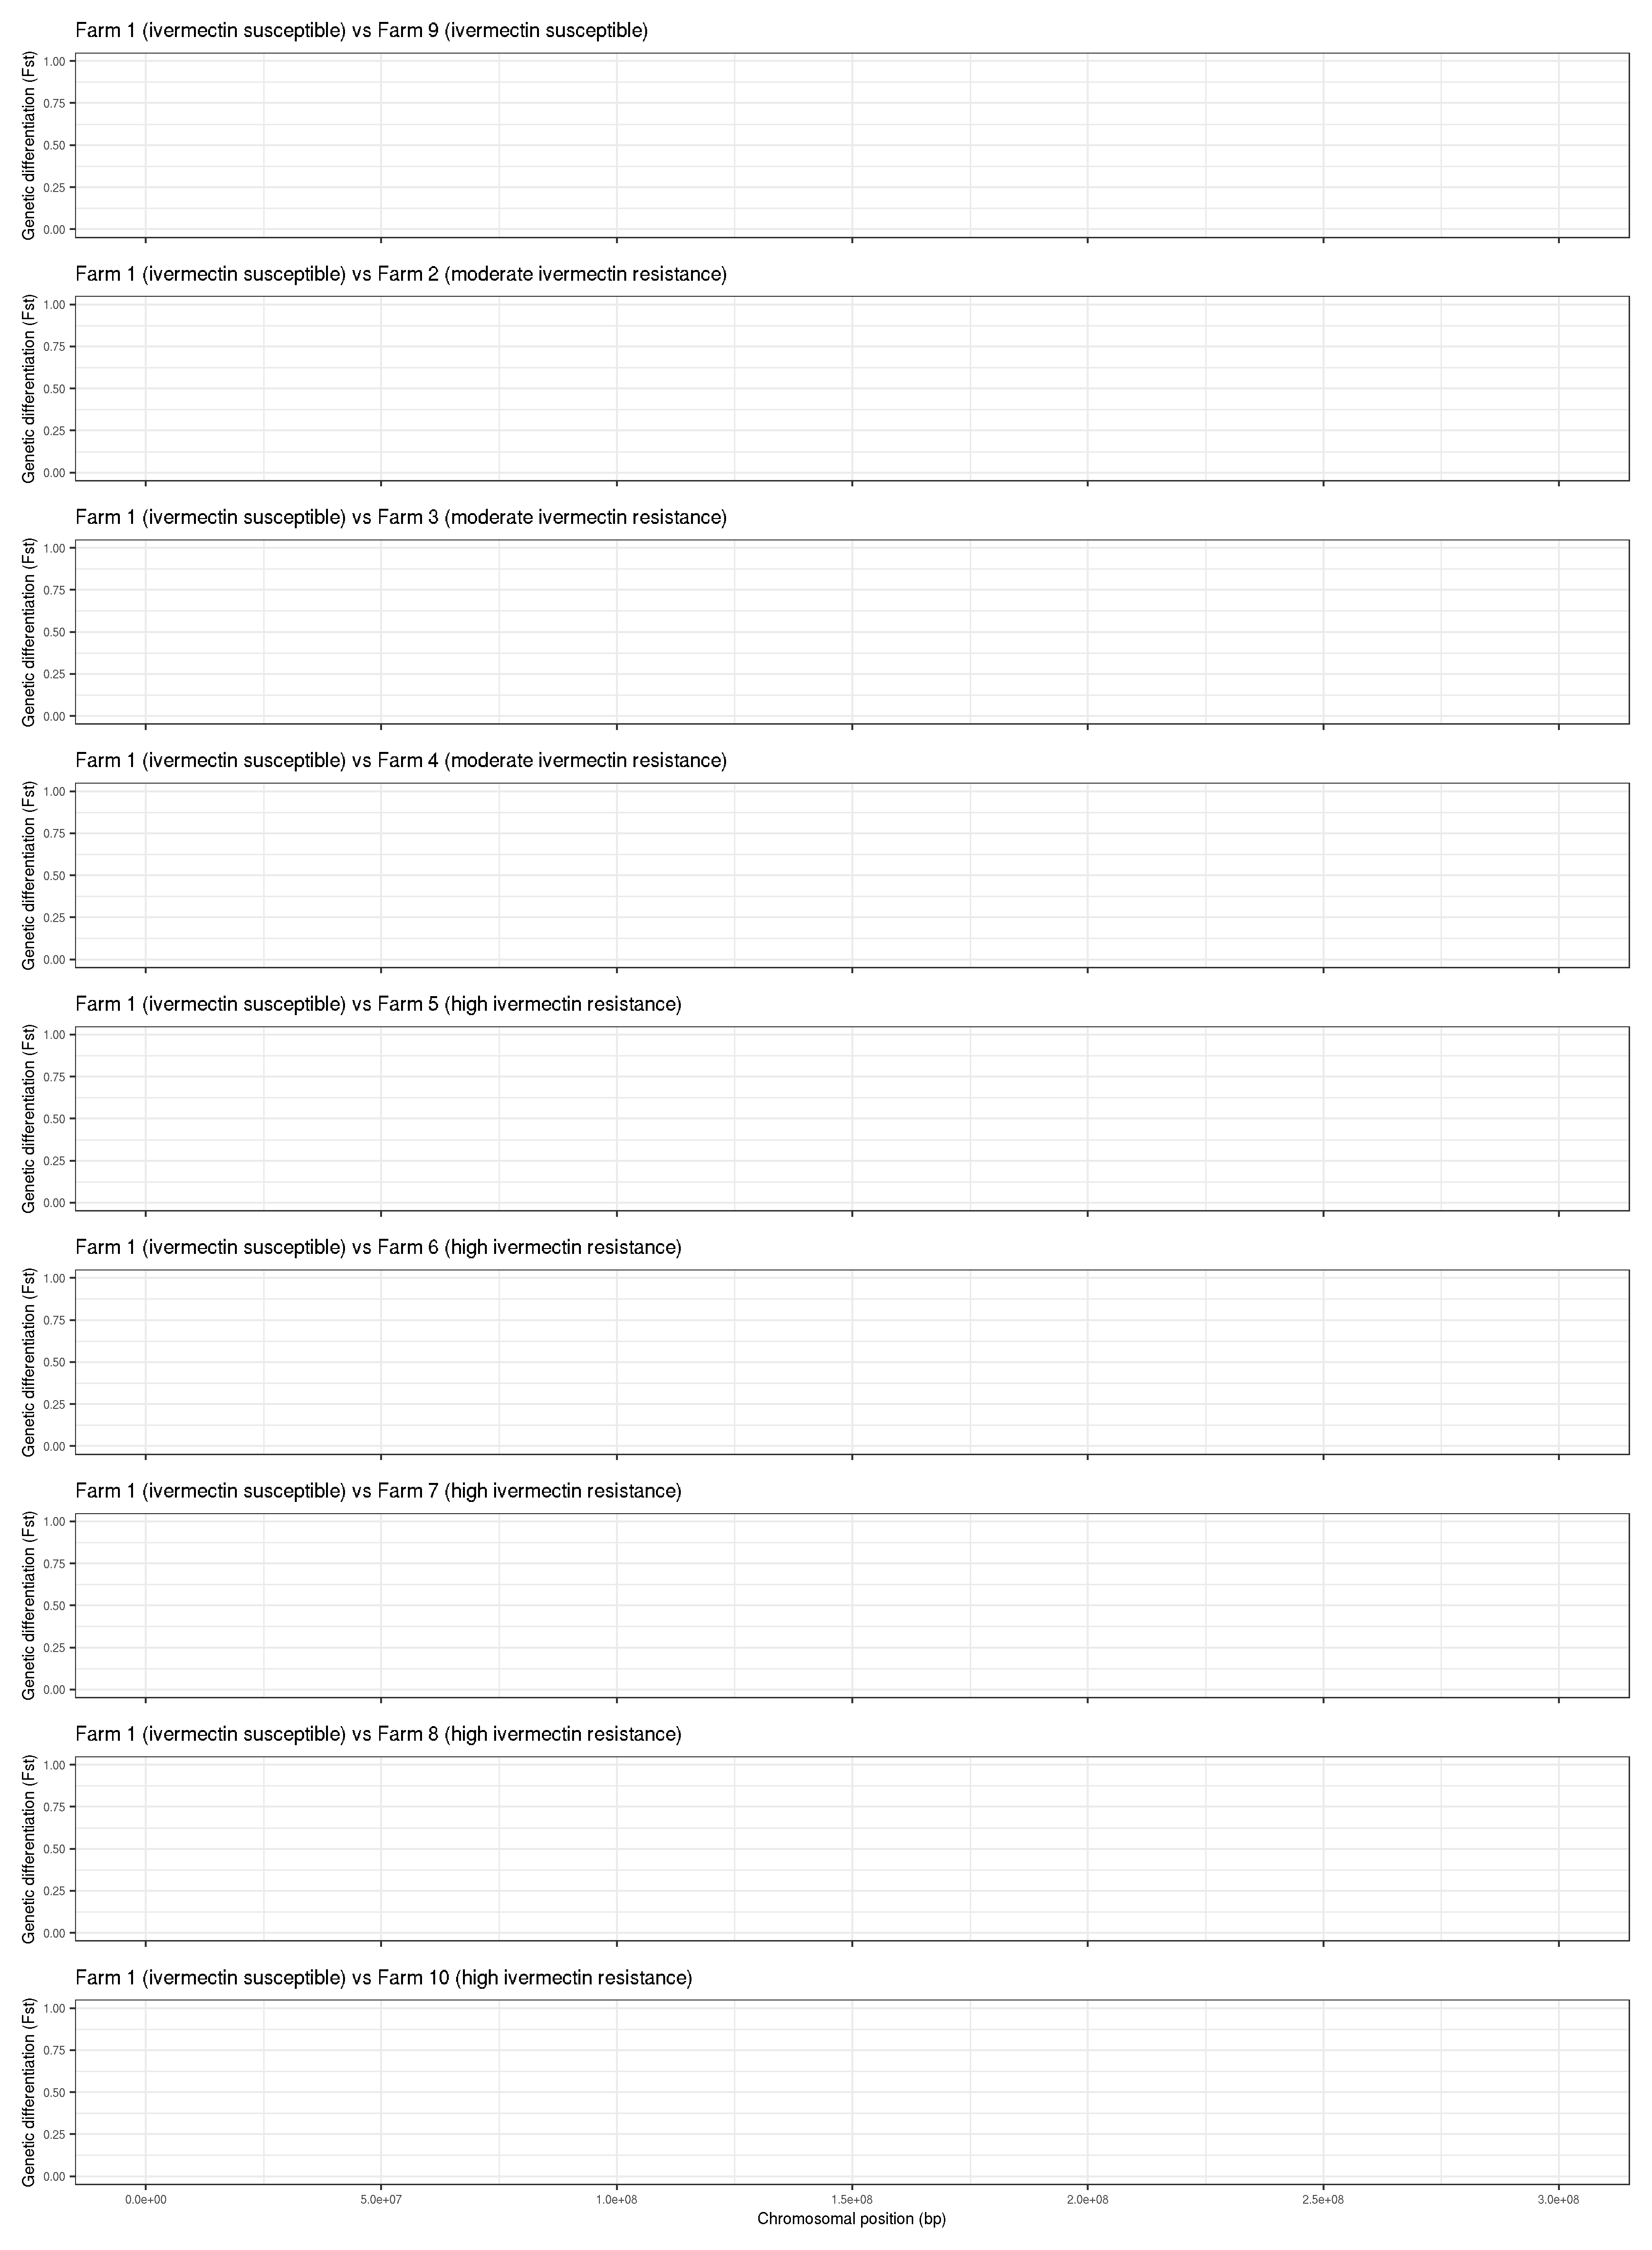 Farm 1 (ivermectin susceptible) vs Farm 9 (ivermectin susceptible)
Genetic differentiation (Fst)
1.00
0.75
0.50
0.25
0.00
Farm 1 (ivermectin susceptible) vs Farm 2 (moderate ivermectin resistance)
Genetic differentiation (Fst)
1.00
0.75
0.50
0.25
0.00
Farm 1 (ivermectin susceptible) vs Farm 3 (moderate ivermectin resistance)
Genetic differentiation (Fst)
1.00
0.75
0.50
0.25
0.00
Farm 1 (ivermectin susceptible) vs Farm 4 (moderate ivermectin resistance)
Genetic differentiation (Fst)
1.00
0.75
0.50
0.25
0.00
Farm 1 (ivermectin susceptible) vs Farm 5 (high ivermectin resistance)
Genetic differentiation (Fst)
1.00
0.75
0.50
0.25
0.00
Farm 1 (ivermectin susceptible) vs Farm 6 (high ivermectin resistance)
Genetic differentiation (Fst)
1.00
0.75
0.50
0.25
0.00
Farm 1 (ivermectin susceptible) vs Farm 7 (high ivermectin resistance)
Genetic differentiation (Fst)
1.00
0.75
0.50
0.25
0.00
Farm 1 (ivermectin susceptible) vs Farm 8 (high ivermectin resistance)
Genetic differentiation (Fst)
1.00
0.75
0.50
0.25
0.00
Farm 1 (ivermectin susceptible) vs Farm 10 (high ivermectin resistance)
Genetic differentiation (Fst)
1.00
0.75
0.50
0.25
0.00
0.0e+00 5.0e+07 1.0e+08 1.5e+08 2.0e+08 2.5e+08 3.0e+08
Chromosomal position (bp)